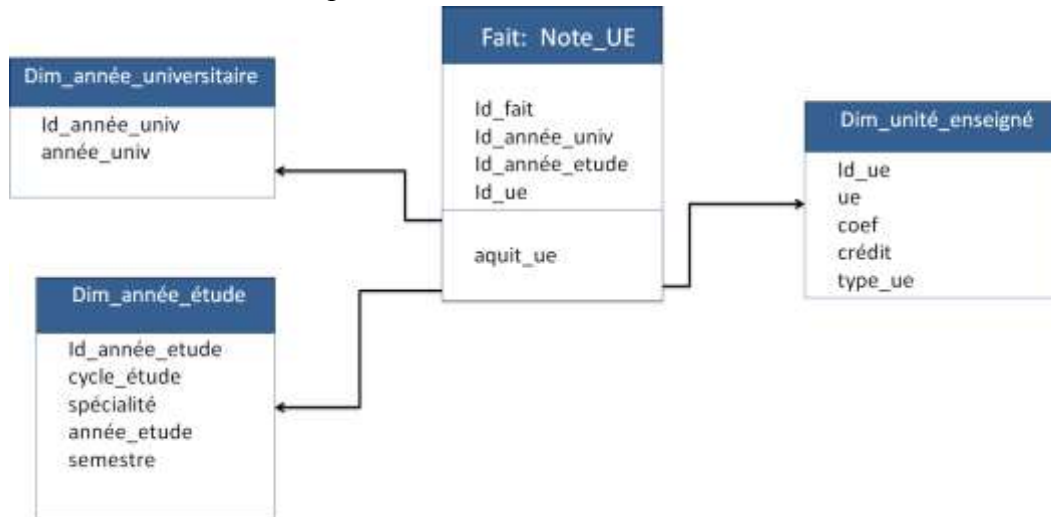 Fait: Note_UE
Id_fait
Id_année_univ
Id_année_etude
Id_ue
aquit_ue
Dim_année_universitaire
Id_année_univ
année_univ
Dim_année_étude
Id_année_etude
cycle_étude
spécialité
année_etude
semestre
Dim_unité_enseigné
Id_ue
ue
coef
crédit
type_ue